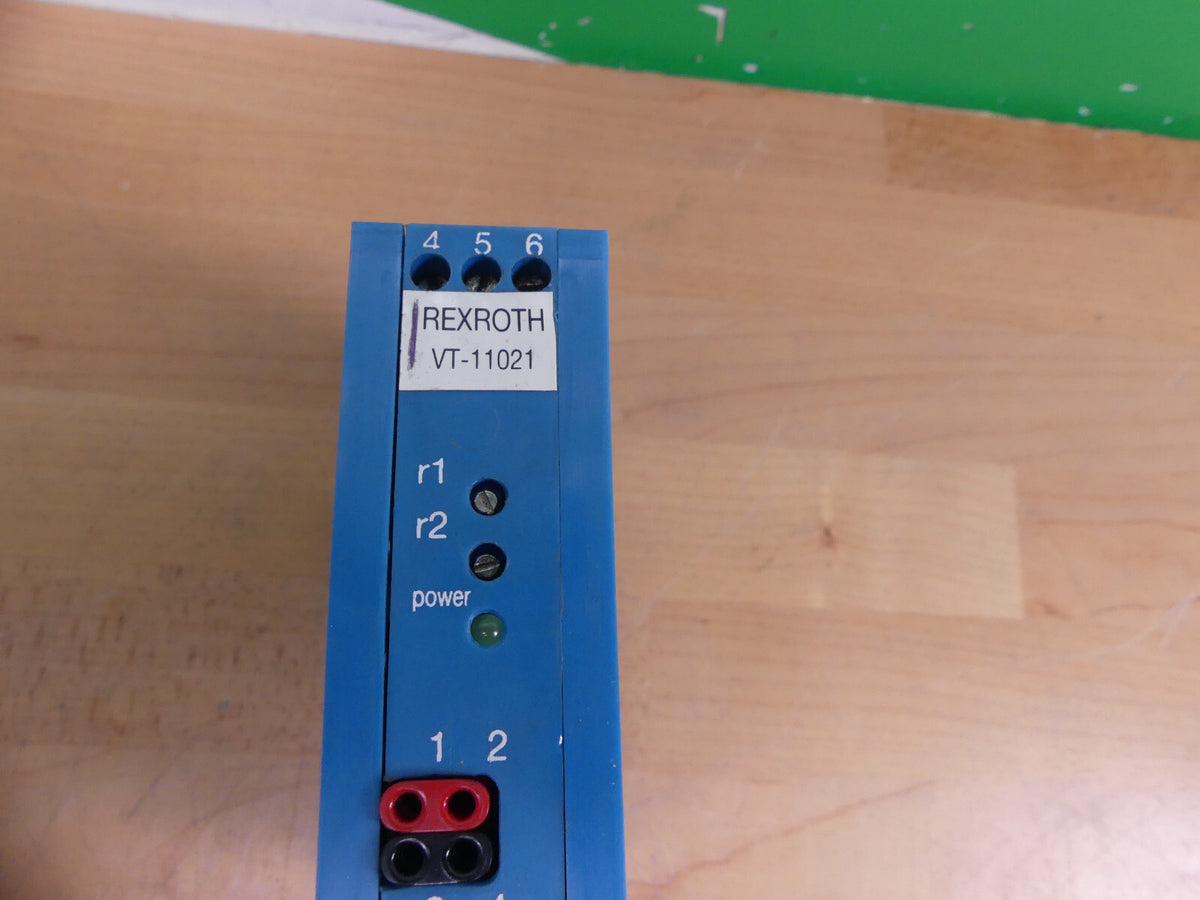 4 5 6
REXROTH
VT-11021
r1
r2
power
1 2